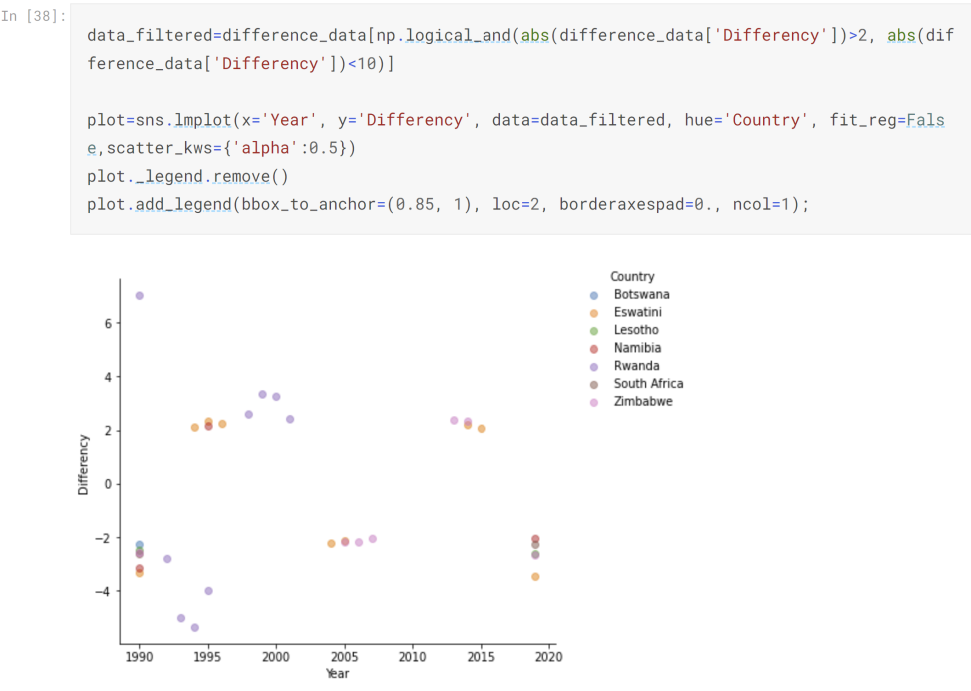 In [38]:
data_filtered=difference_data[np.logical_and(abs(difference_data['Differency'])>2, abs(dif
ference_data['Differency'])<10)]
plot=sns.lmplot(x='Year', y='Differency', data=data_filtered, hue='Country', fit_reg=Fals
e,scatter_kws={'alpha':0.5})
plot._legend.remove()
plot.add_legend(bbox_to_anchor=(0.85, 1), loc=2, borderaxespad=0., ncol=1);
Country
Botswana
Eswatini
Lesotho
Namibia
Rwanda
South Africa
Zimbabwe
Differency
6
4
2
0
−2
−4
1990 1995 2000 2005 2010 2015 2020
Year